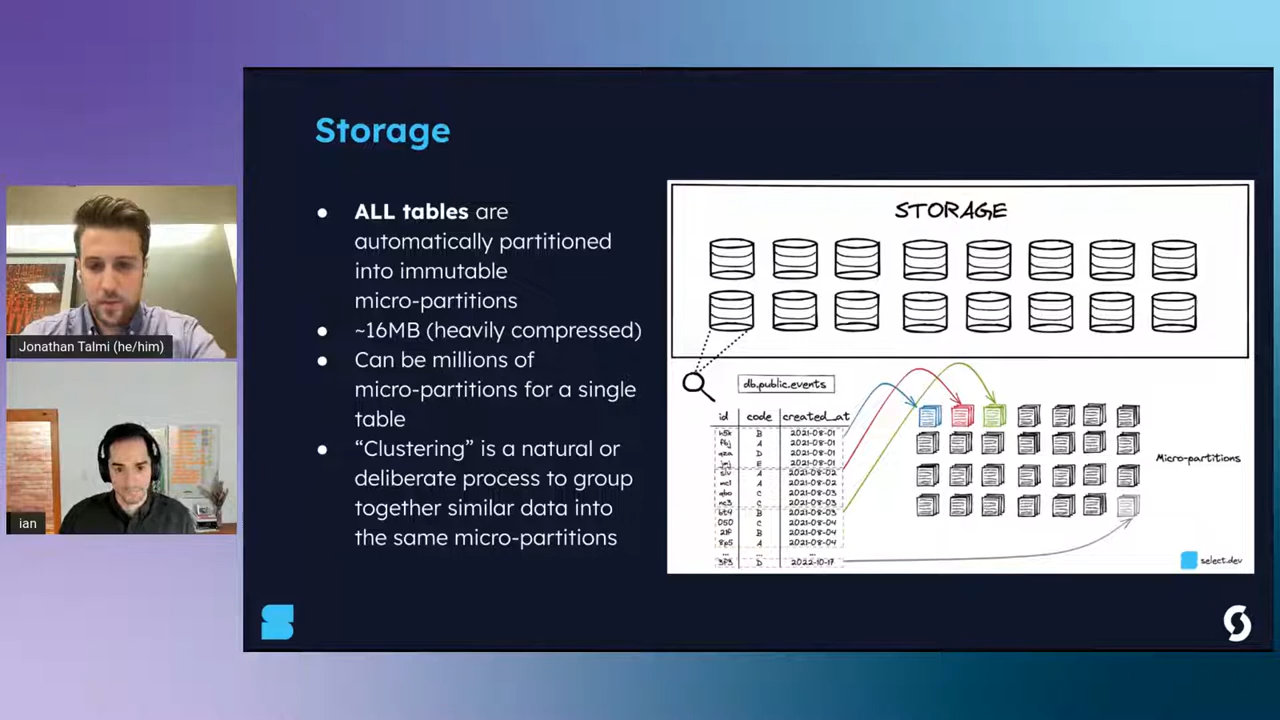 Storage
ALL tables are
automatically partitioned
into immutable
micro-partitions
~16MB (heavily compressed)
Can be millions of
micro-partitions for a single
table
“Clustering” is a natural or
deliberate process to group
together similar data into
the same micro-partitions
STORAGE
db.public.events
id code created_at
B 2021-08-01
A 2021-08-01
D 2021-08-01
E 2021-08-01
A 2021-08-02
A 2021-08-02
C 2021-08-03
C 2021-08-03
B 2021-08-03
050 C 2021-08-04
B 2021-08-04
A 2021-08-04
... ... ...
3f3 D 2022-10-17
Micro-partitions
select.dev
Jonathan Talmi (he/him)
ian